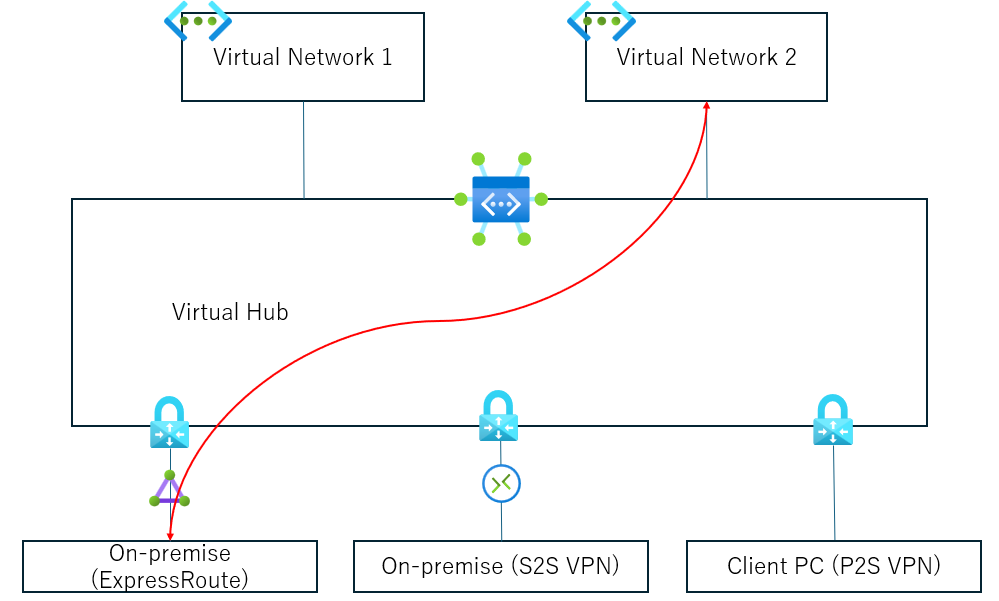 Virtual Network 1
Virtual Network 2
Virtual Hub
On-premise
(ExpressRoute)
On-premise (S2S VPN)
Client PC (P2S VPN)